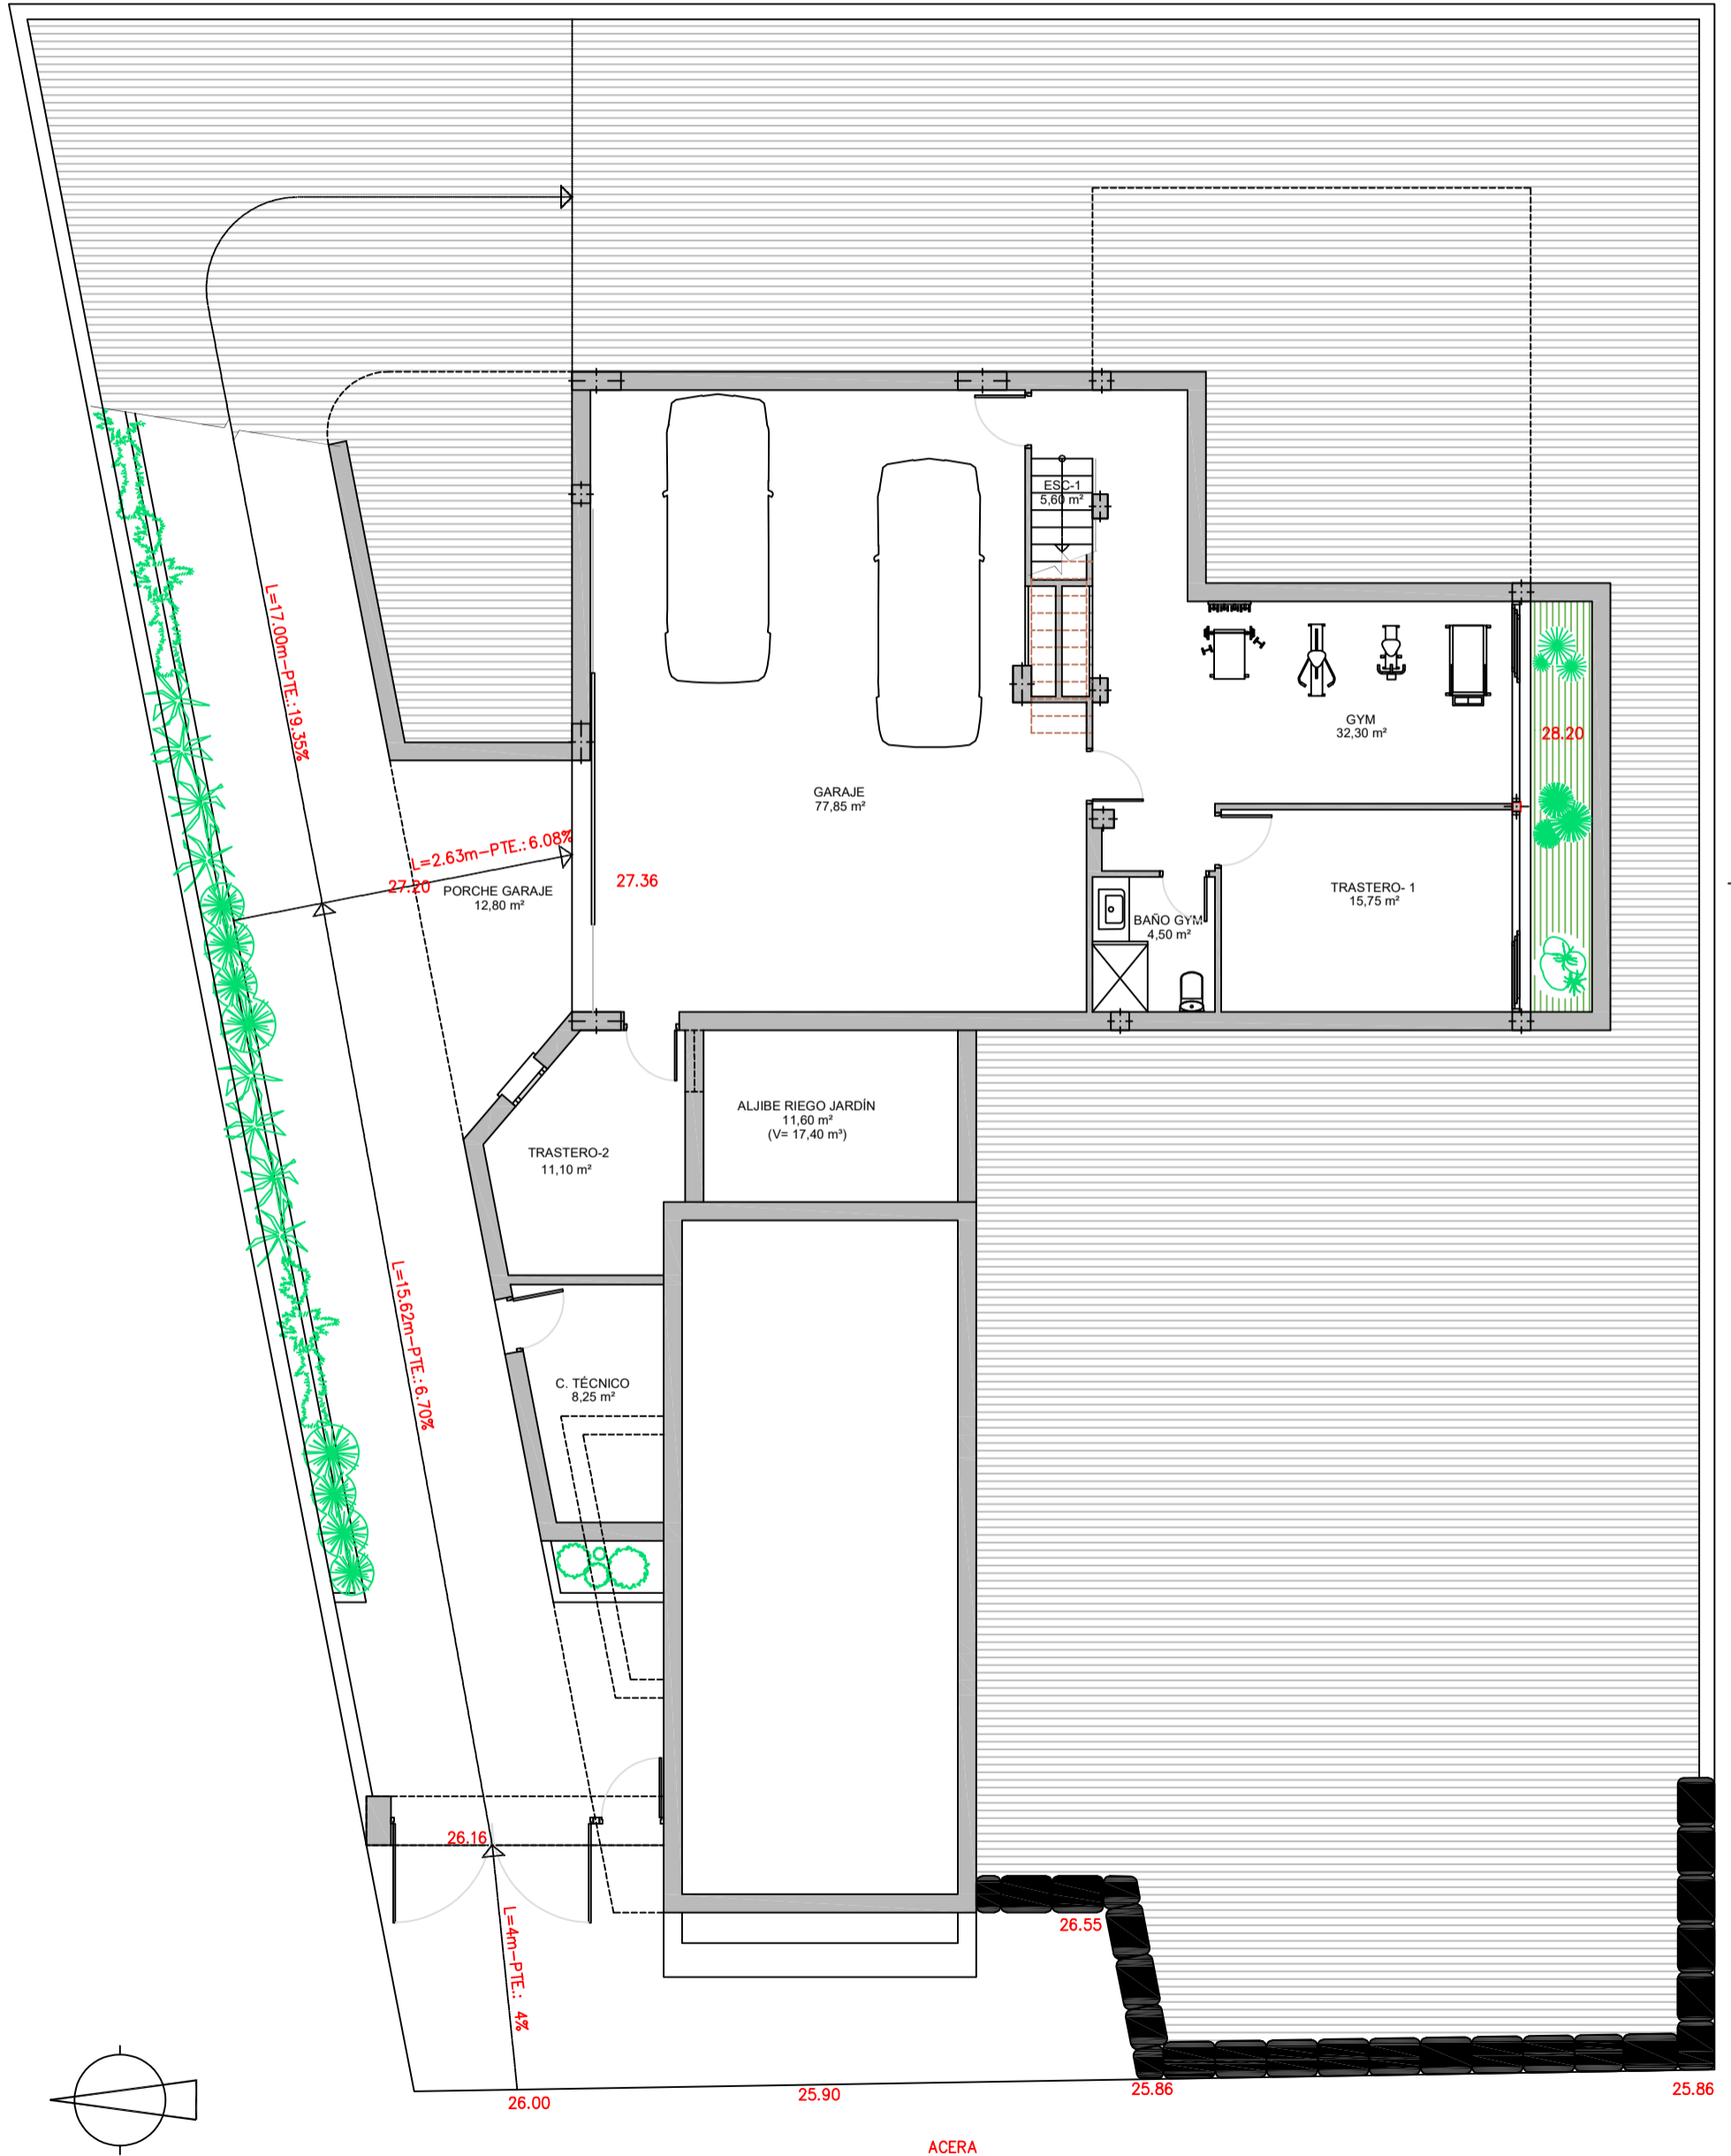 ESC-1
5,60 m²
L=17.00m-PTE.:19.35%
GYM
32,30 m²
28.20
GARAJE
77,85 m²
L=2.63m-PTE.:6.08%
27.20
PORCHE GARAJE
12,80 m²
27.36
TRASTERO- 1
15,75 m²
BAÑO GYM
4,50 m²
ALJIBE RIEGO JARDÍN
11,60 m²
(V= 17,40 m³)
TRASTERO-2
11,10 m²
L=15.62m-PTE.:6.70%
C. TÉCNICO
8,25 m²
26.16
L=4m-PTE.: 4%
26.55
26.00
25.90
25.86
25.86
ACERA